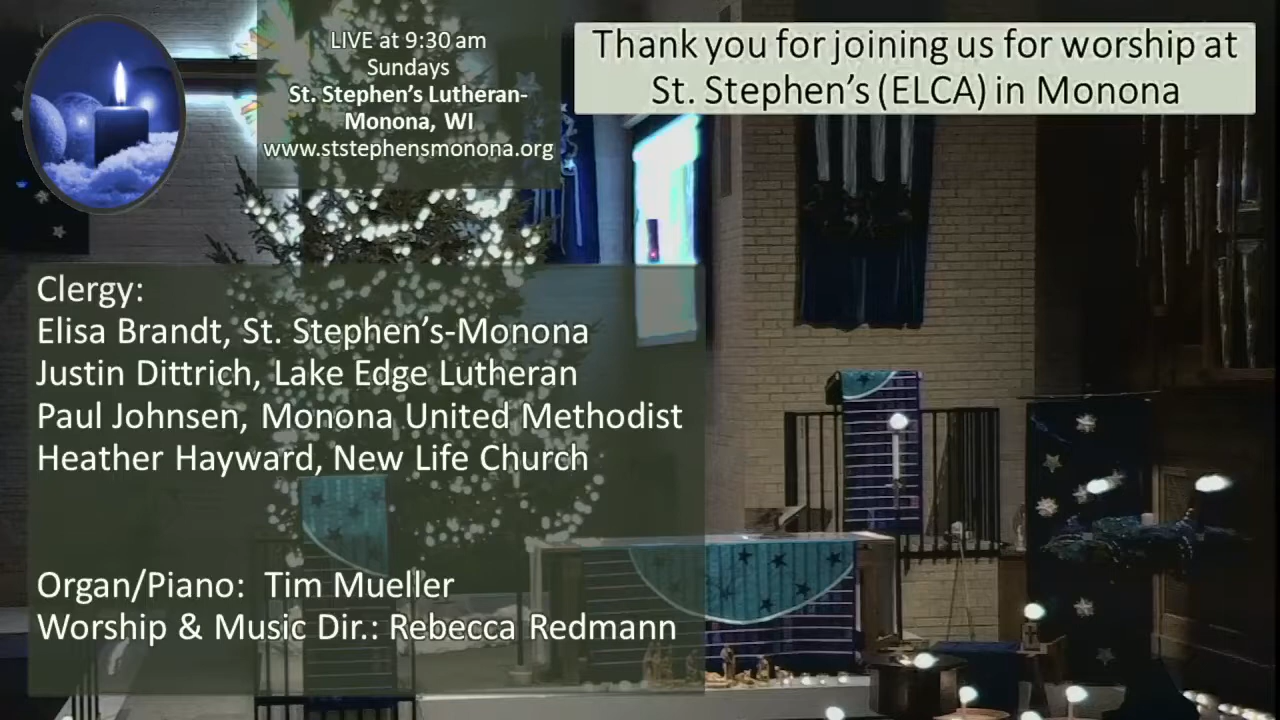 LIVE at 9:30 am
Sundays
St. Stephen's Lutheran-
Monona, WI
www.ststephensmonona.org
Thank you for joining us for worship at
St. Stephen's (ELCA) in Monona
Clergy:
Elisa Brandt, St. Stephen's-Monona
Justin Dittrich, Lake Edge Lutheran
Paul Johnsen, Monona United Methodist
Heather Hayward, New Life Church
Organ/Piano:  Tim Mueller
Worship & Music Dir.: Rebecca Redmann